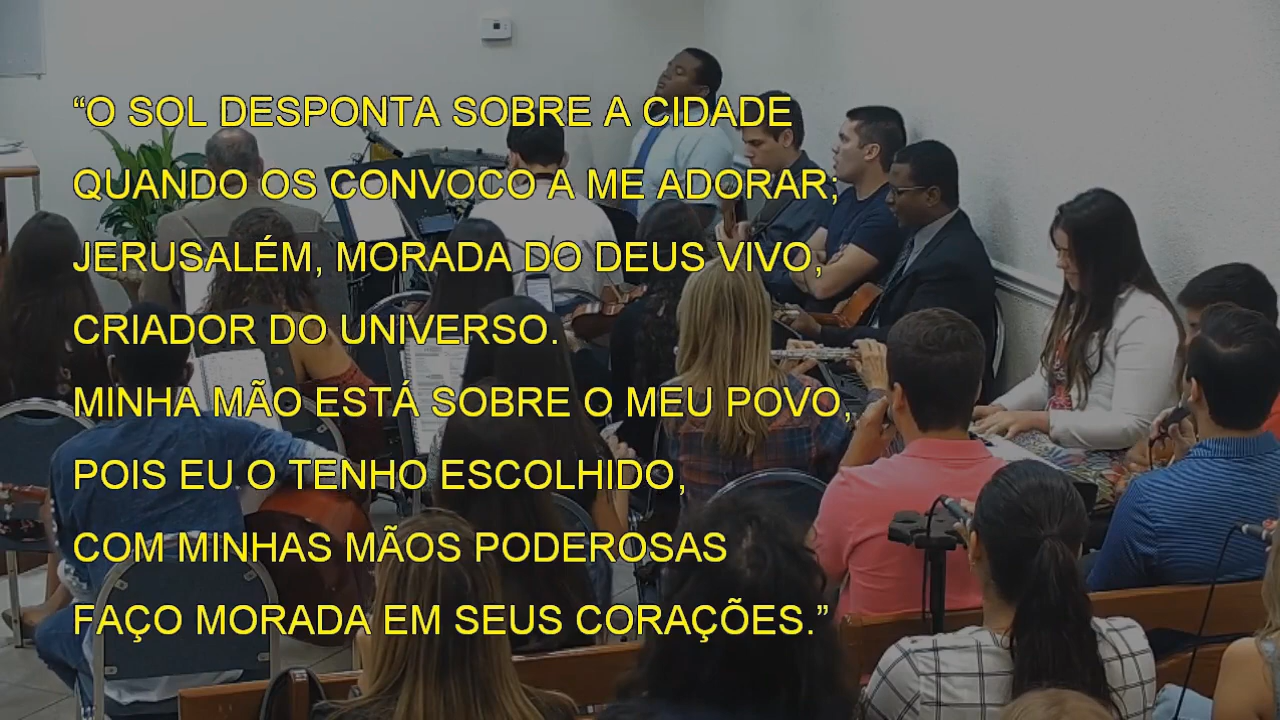 “O SOL DESPONTA SOBRE A CIDADE
QUANDO OS CONVOCO A ME ADORAR;
JERUSALÉM, MORADA DO DEUS VIVO,
CRIADOR DO UNIVERSO.
MINHA MÃO ESTÁ SOBRE O MEU POVO,
POIS EU O TENHO ESCOLHIDO,
COM MINHAS MÃOS PODEROSAS
FAÇO MORADA EM SEUS CORAÇÕES.”